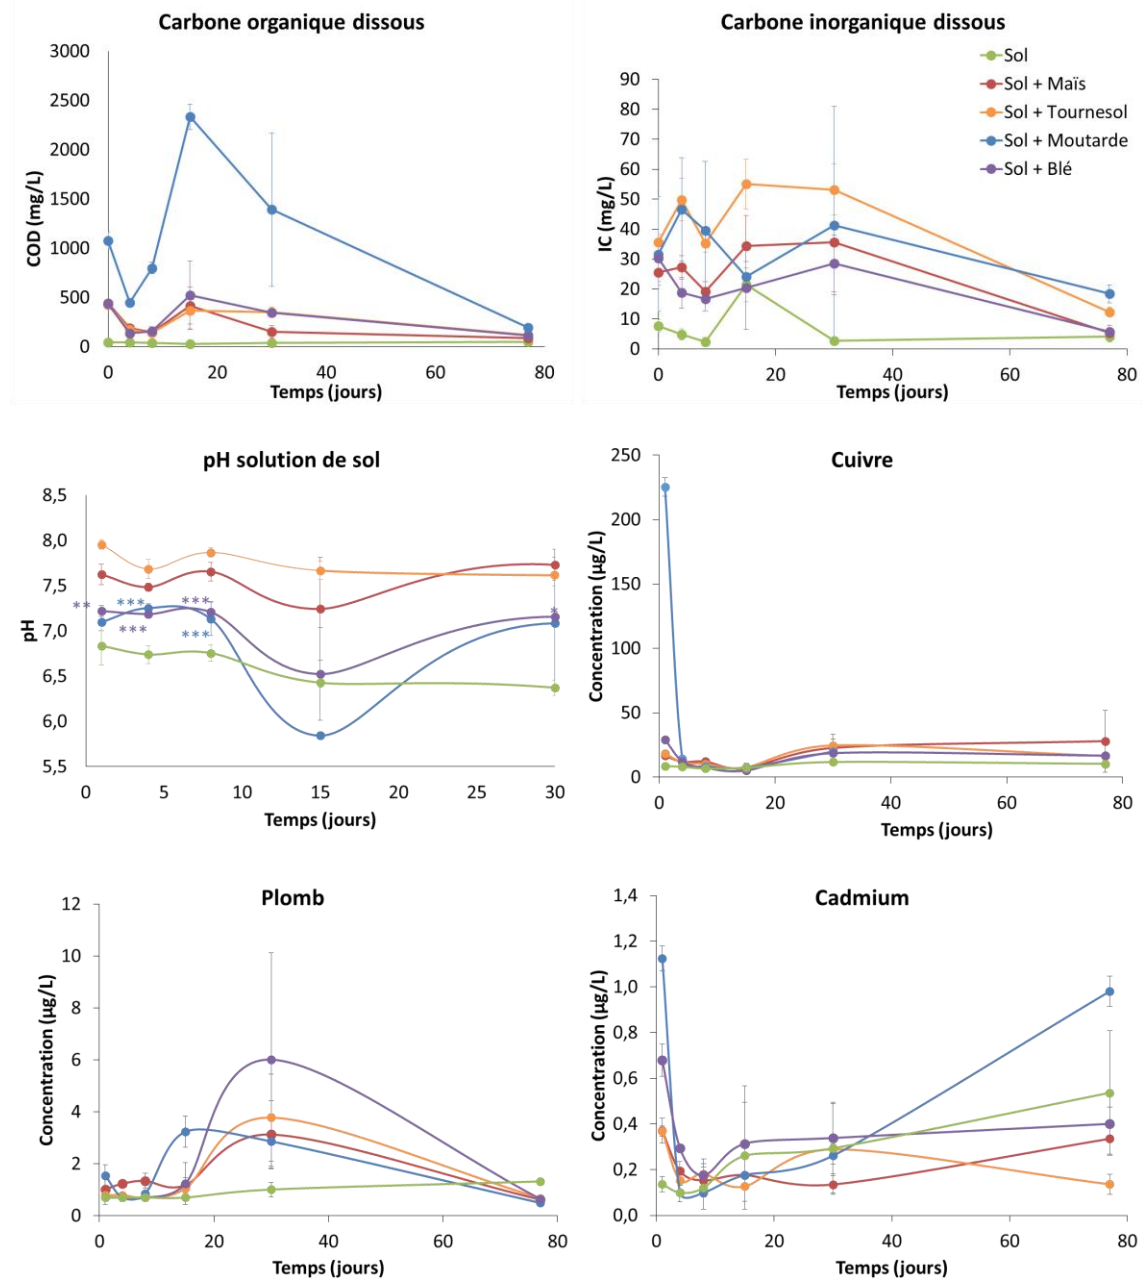 Carbone organique dissous
3000
2500
2000
1500
1000
500
0
COD (mg/L)
0 20 40 60 80
Temps (jours)
Carbone inorganique dissous
Sol
Sol + Maïs
Sol + Tournesol
Sol + Moutarde
Sol + Blé
90
80
70
60
50
40
30
20
10
0
IC (mg/L)
0 20 40 60 80
Temps (jours)
pH solution de sol
8,5
8,0
7,5
7,0
6,5
6,0
5,5
pH
** *** *** *
*** ***
0 5 10 15 20 25 30
Temps (jours)
Cuivre
250
200
150
100
50
0
Concentration (µg/L)
0 20 40 60 80
Temps (jours)
Plomb
12
10
8
6
4
2
0
Concentration (µg/L)
0 20 40 60 80
Temps (jours)
Cadmium
1,4
1,2
1,0
0,8
0,6
0,4
0,2
0,0
Concentration (µg/L)
0 20 40 60 80
Temps (jours)